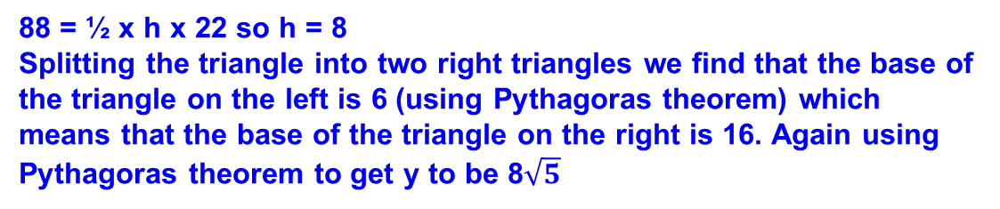 88 = ½ x h x 22 so h = 8
Splitting the triangle into two right triangles we find that the base of
the triangle on the left is 6 (using Pythagoras theorem) which
means that the base of the triangle on the right is 16. Again using
Pythagoras theorem to get y to be 8√5